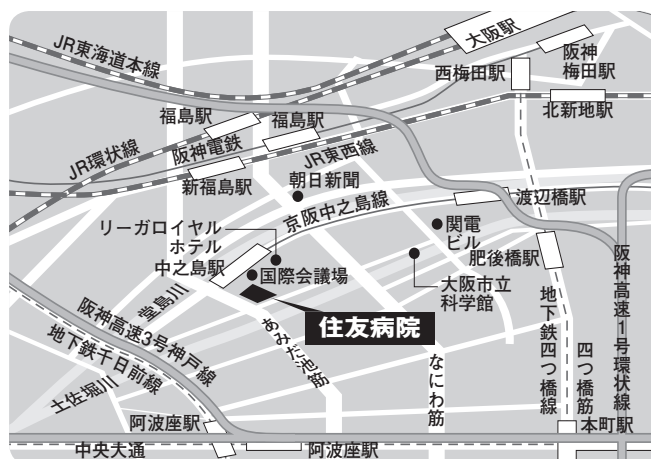 大阪駅
JR東海道本線
阪神
梅田駅
西梅田駅
北新地駅
福島駅
福島駅
JR環状線
阪神電鉄
JR東西線
新福島駅
朝日新聞
京阪中之島線
渡辺橋駅
リーガロイヤル
ホテル
関電
ビル
中之島駅
国際会議場
肥後橋駅
大阪市立
科学館
堂島川
住友病院
阪神高速3号神戸線
地下鉄千日前線
土佐堀川
あみだ池筋
なにわ筋
地下鉄四つ橋線
四つ橋筋
阪神高速1号環状線
阿波座駅
本町駅
中央大通
阿波座駅